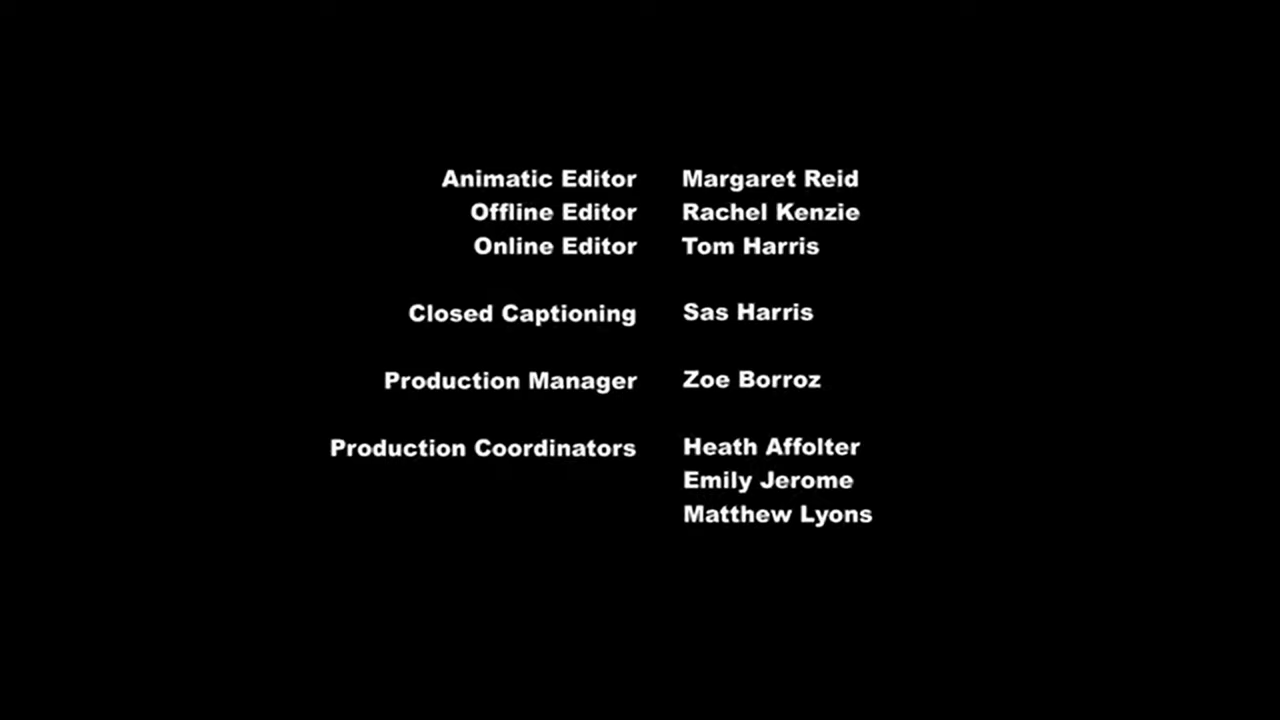 Animatic Editor Margaret Reid
Offline Editor Rachel Kenzie
Online Editor Tom Harris
Closed Captioning Sas Harris
Production Manager Zoe Borroz
Production Coordinators Heath Affolter
Emily Jerome
Matthew Lyons